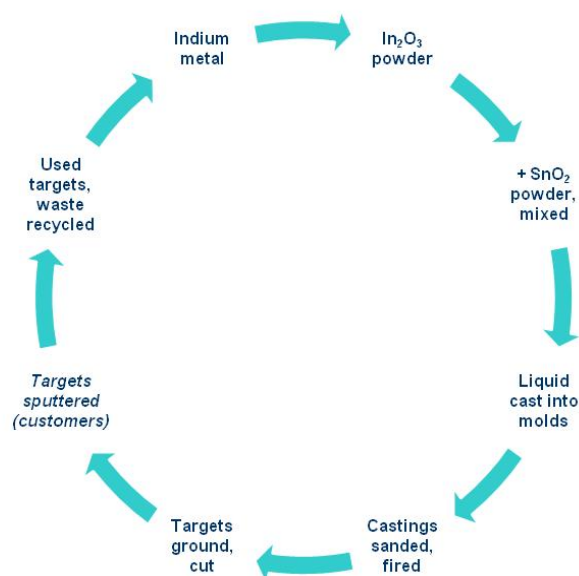 Indium
metal
In₂O₃
powder
+ SnO₂
powder,
mixed
Liquid
cast into
molds
Castings
sanded,
fired
Targets
ground,
cut
Targets
sputtered
(customers)
Used
targets,
waste
recycled